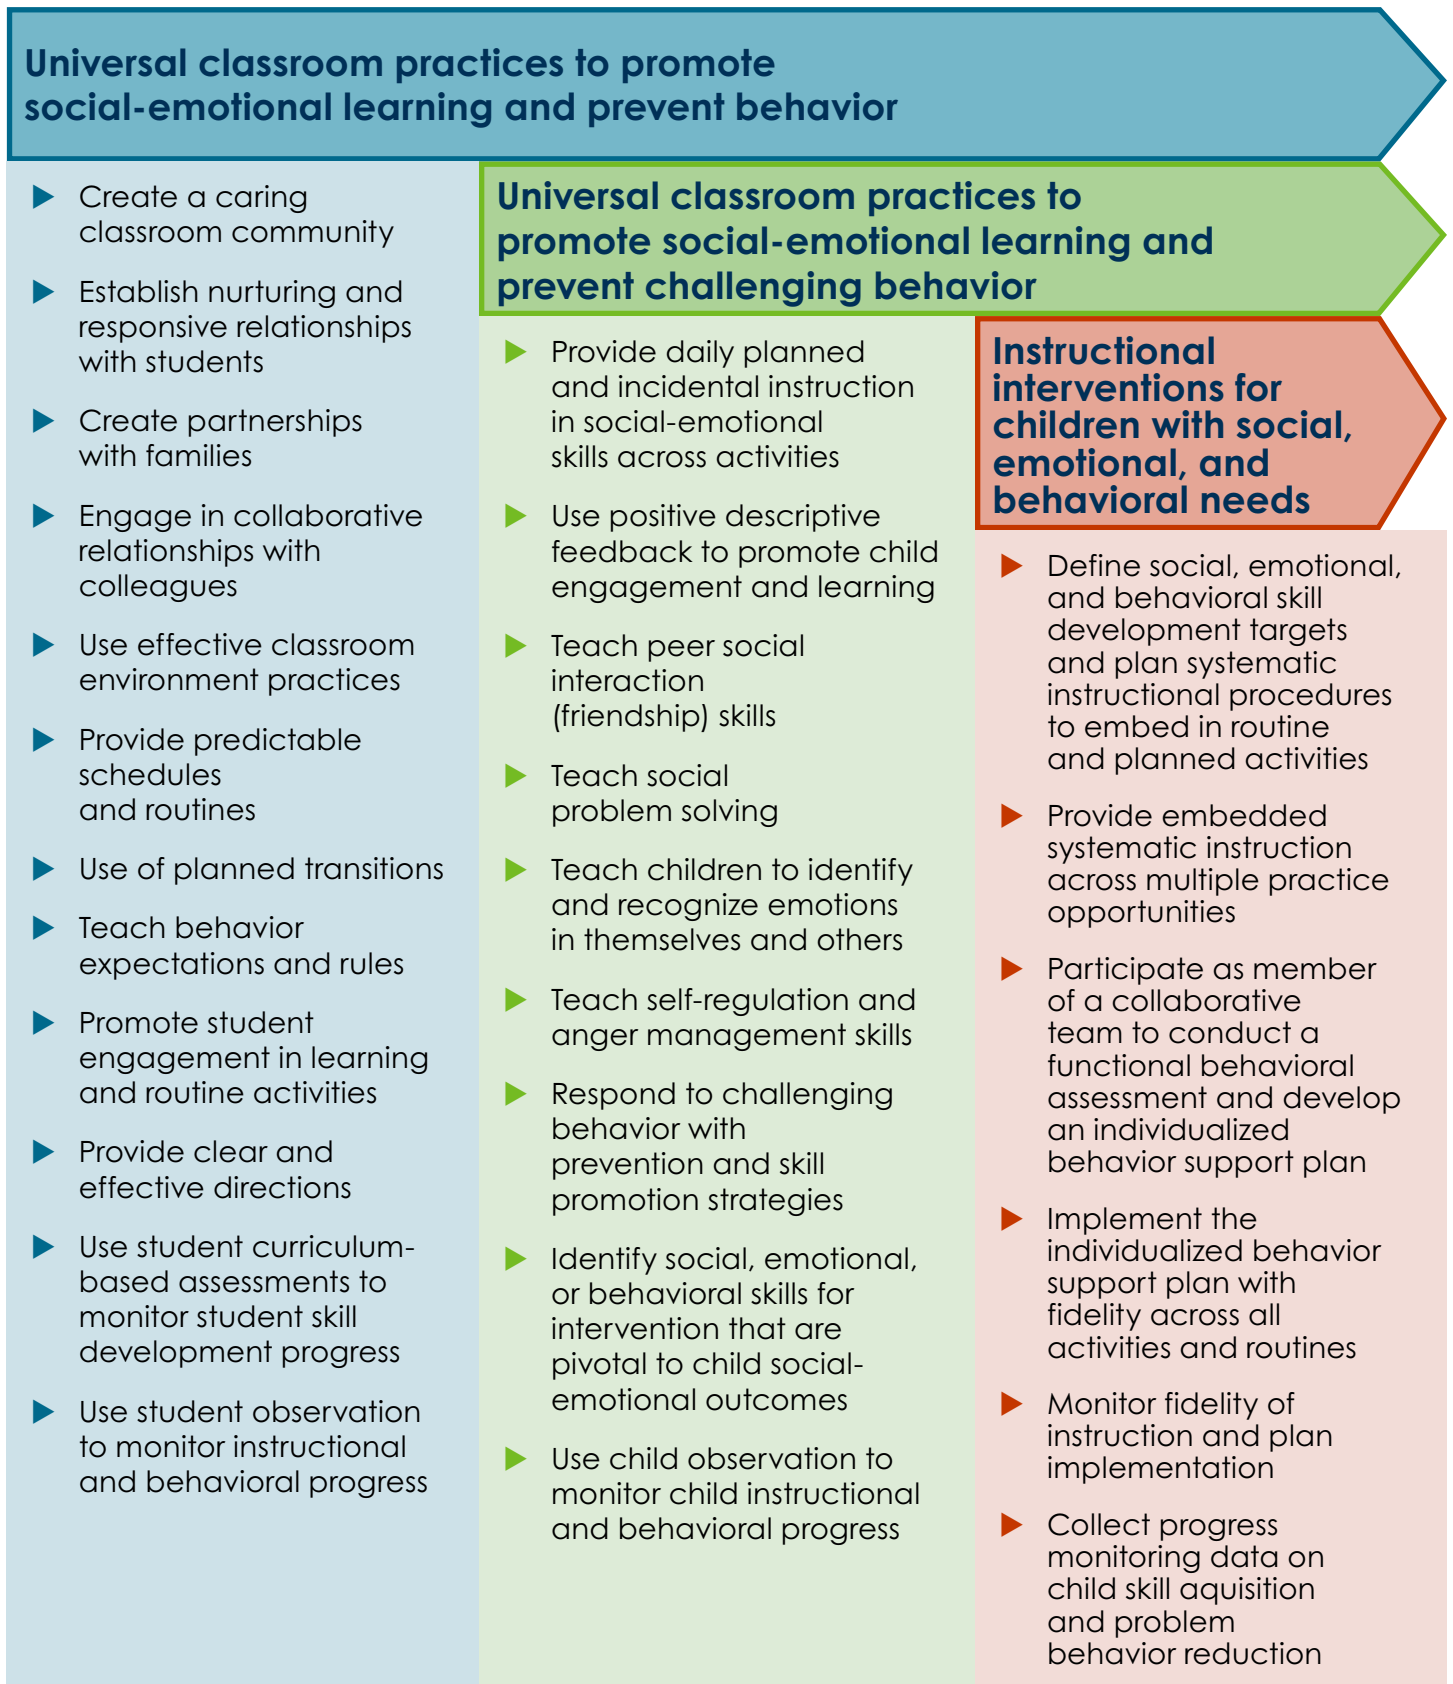 Universal classroom practices to promote
social-emotional learning and prevent behavior
Create a caring
classroom community
Establish nurturing and
responsive relationships
with students
Create partnerships
with families
Engage in collaborative
relationships with
colleagues
Use effective classroom
environment practices
Provide predictable
schedules
and routines
Use of planned transitions
Teach behavior
expectations and rules
Promote student
engagement in learning
and routine activities
Provide clear and
effective directions
Use student curriculum-
based assessments to
monitor student skill
development progress
Use student observation
to monitor instructional
and behavioral progress
Universal classroom practices to
promote social-emotional learning and
prevent challenging behavior
Provide daily planned
and incidental instruction
in social-emotional
skills across activities
Use positive descriptive
feedback to promote child
engagement and learning
Teach peer social
interaction
(friendship) skills
Teach social
problem solving
Teach children to identify
and recognize emotions
in themselves and others
Teach self-regulation and
anger management skills
Respond to challenging
behavior with
prevention and skill
promotion strategies
Identify social, emotional,
or behavioral skills for
intervention that are
pivotal to child social-
emotional outcomes
Use child observation to
monitor child instructional
and behavioral progress
Instructional
interventions for
children with social,
emotional, and
behavioral needs
Define social, emotional,
and behavioral skill
development targets
and plan systematic
instructional procedures
to embed in routine
and planned activities
Provide embedded
systematic instruction
across multiple practice
opportunities
Participate as member
of a collaborative
team to conduct a
functional behavioral
assessment and develop
an individualized
behavior support plan
Implement the
individualized behavior
support plan with
fidelity across all
activities and routines
Monitor fidelity of
instruction and plan
implementation
Collect progress
monitoring data on
child skill aquisition
and problem
behavior reduction